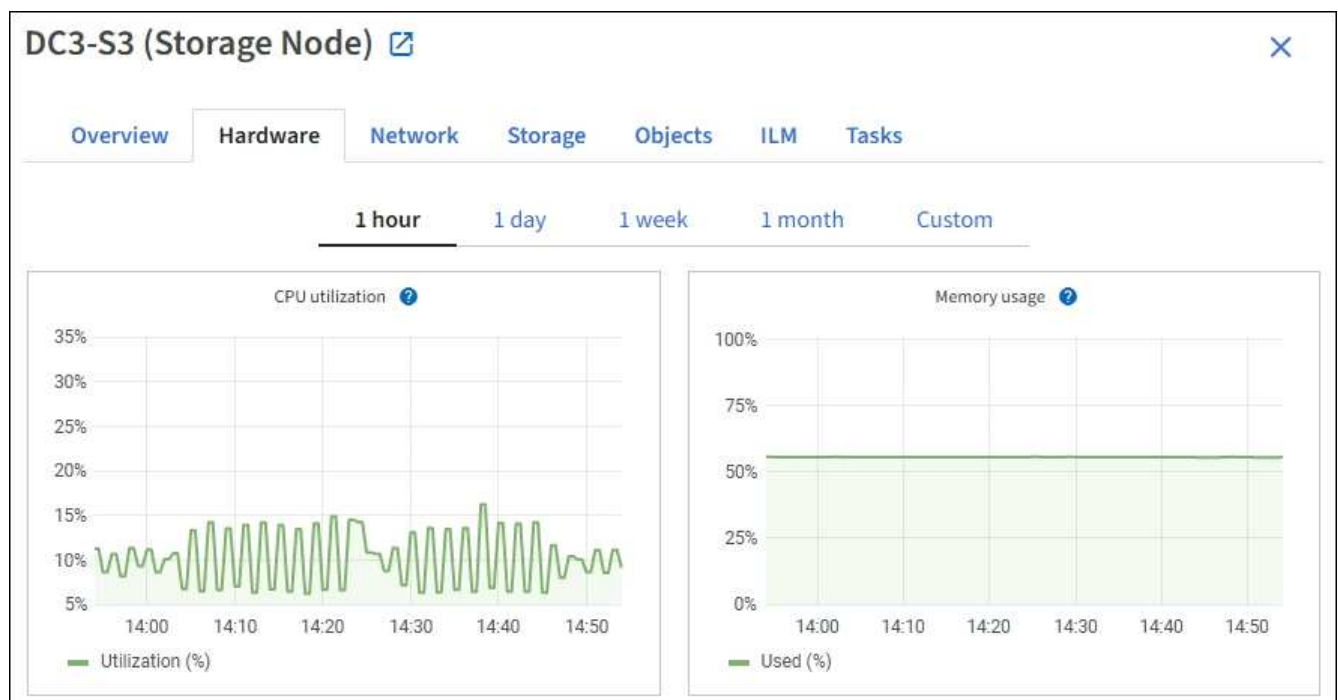 DC3-S3 (Storage Node)
Overview Hardware Network Storage Objects ILM Tasks
1 hour 1 day 1 week 1 month Custom
CPU utilization ?
35%
30%
25%
20%
15%
10%
5%
14:00 14:10 14:20 14:30 14:40 14:50
Utilization (%)
Memory usage ?
100%
75%
50%
25%
0%
14:00 14:10 14:20 14:30 14:40 14:50
Used (%)